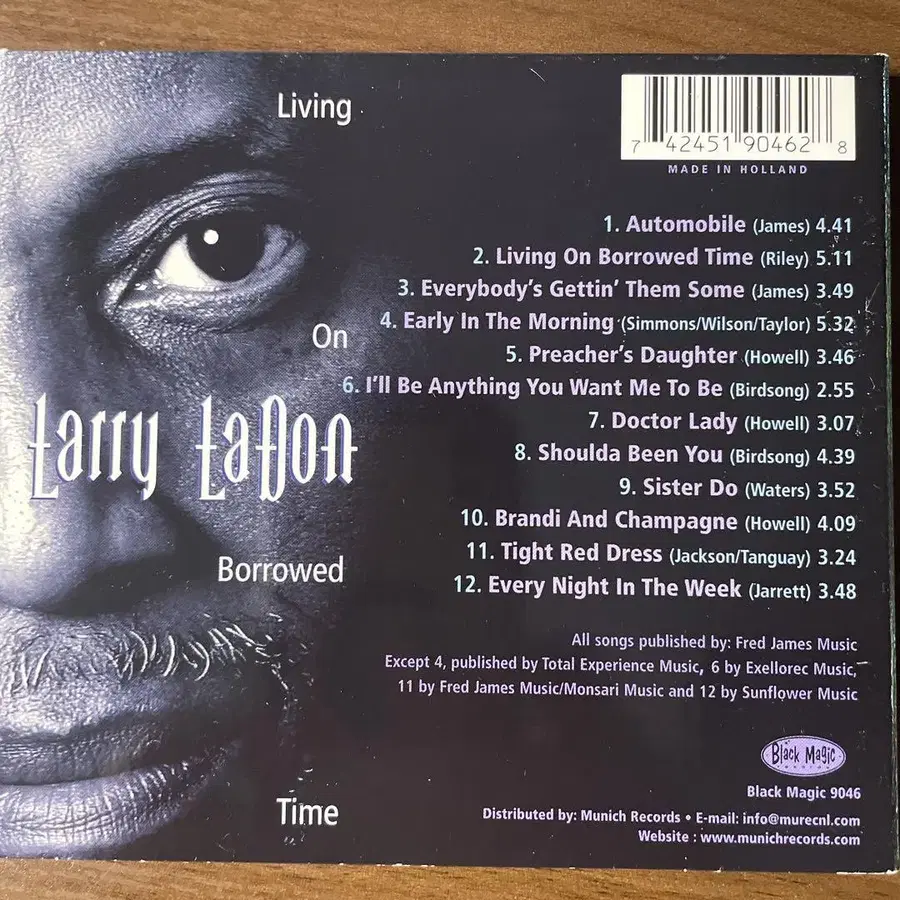 Living
7 42451 90462 8
MADE IN HOLLAND
1. Automobile (James) 4.41
2. Living On Borrowed Time (Riley) 5.11
3. Everybody's Gettin' Them Some (James) 3.49
On
4. Early In The Morning (Simmons/Wilson/Taylor) 5.32
5. Preacher's Daughter (Howell) 3.46
6. I'll Be Anything You Want Me To Be (Birdsong) 2.55
7. Doctor Lady (Howell) 3.07
Larry LaDon
8. Shoulda Been You (Birdsong) 4.39
9. Sister Do (Waters) 3.52
10. Brandi And Champagne (Howell) 4.09
11. Tight Red Dress (Jackson/Tanguay) 3.24
Borrowed
12. Every Night In The Week (Jarrett) 3.48
All songs published by: Fred James Music
Except 4, published by Total Experience Music, 6 by Exellorec Music,
11 by Fred James Music/Monsari Music and 12 by Sunflower Music
Black Magic
records
Black Magic 9046
Time
Distributed by: Munich Records • E-mail: info@murecnl.com
Website : www.munichrecords.com